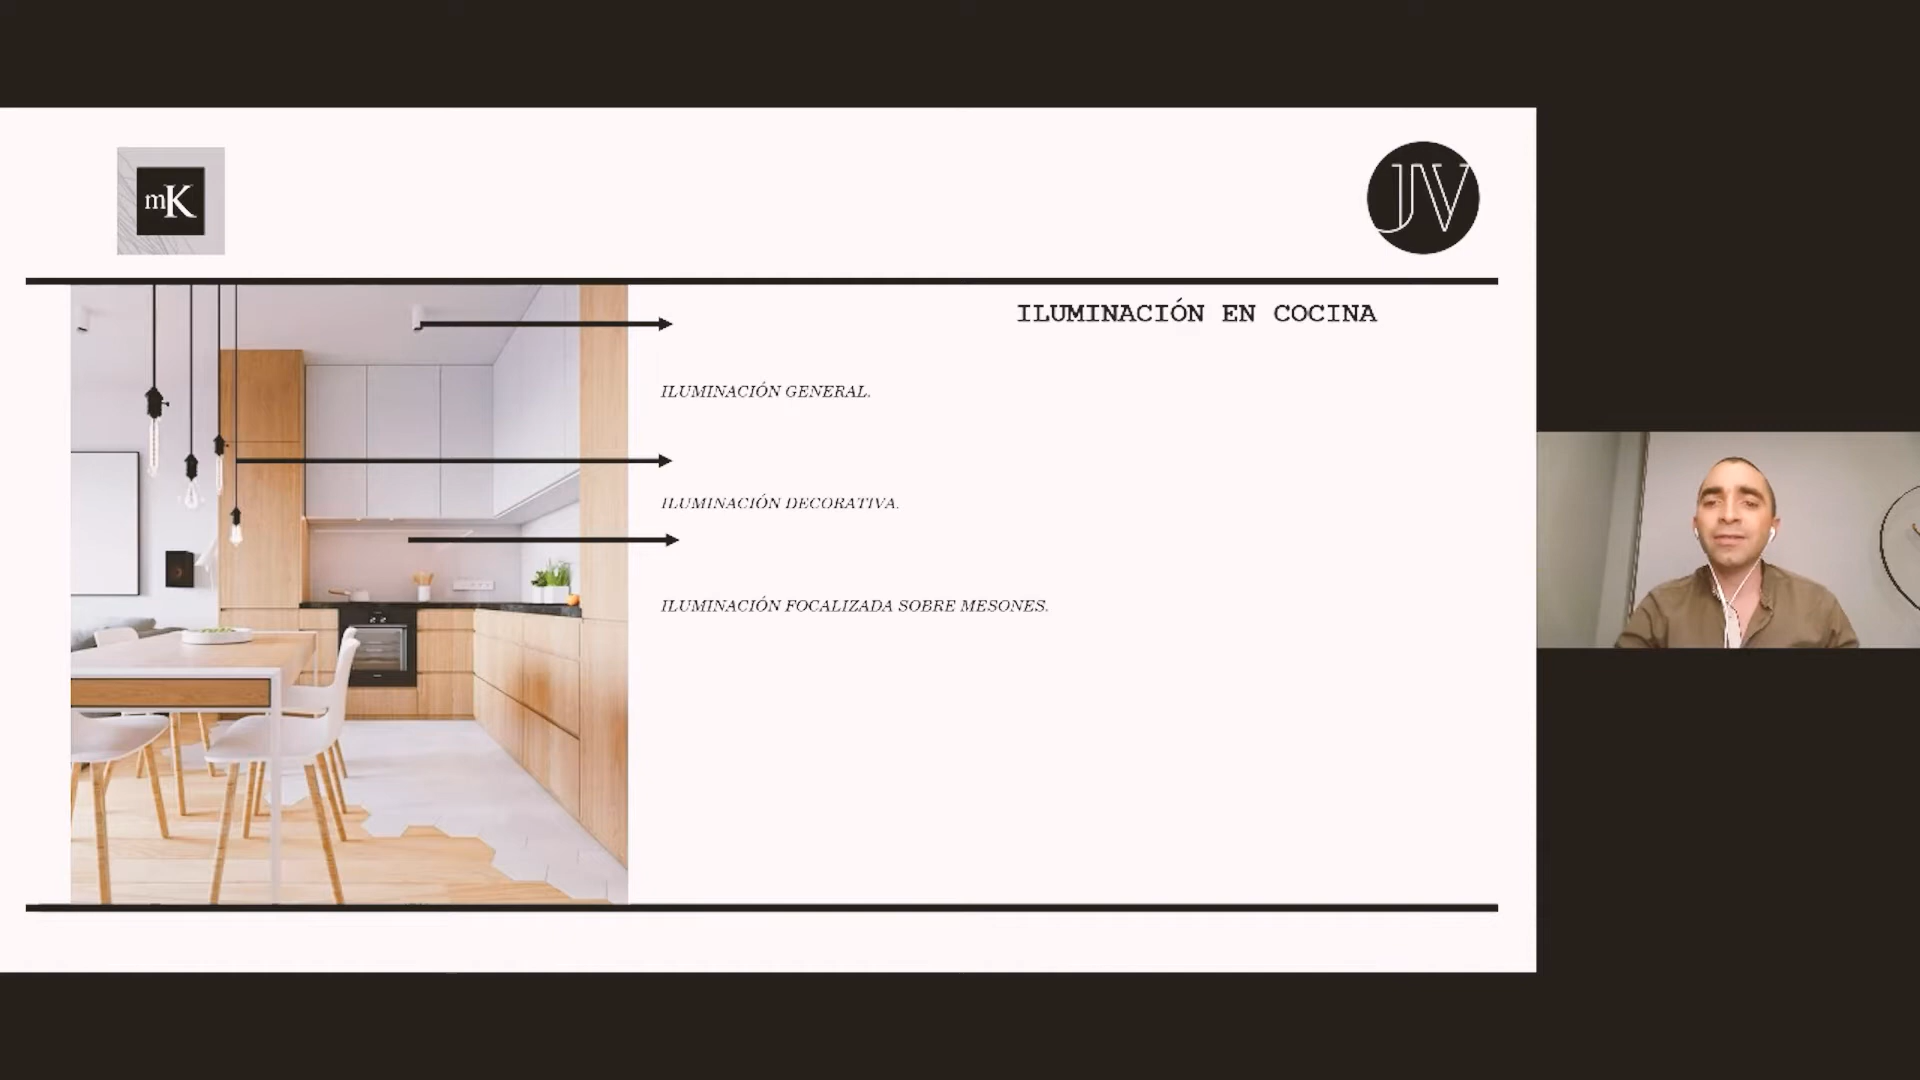 mK
JV
ILUMINACIÓN EN COCINA
ILUMINACIÓN GENERAL.
ILUMINACIÓN DECORATIVA.
ILUMINACIÓN FOCALIZADA SOBRE MESONES.